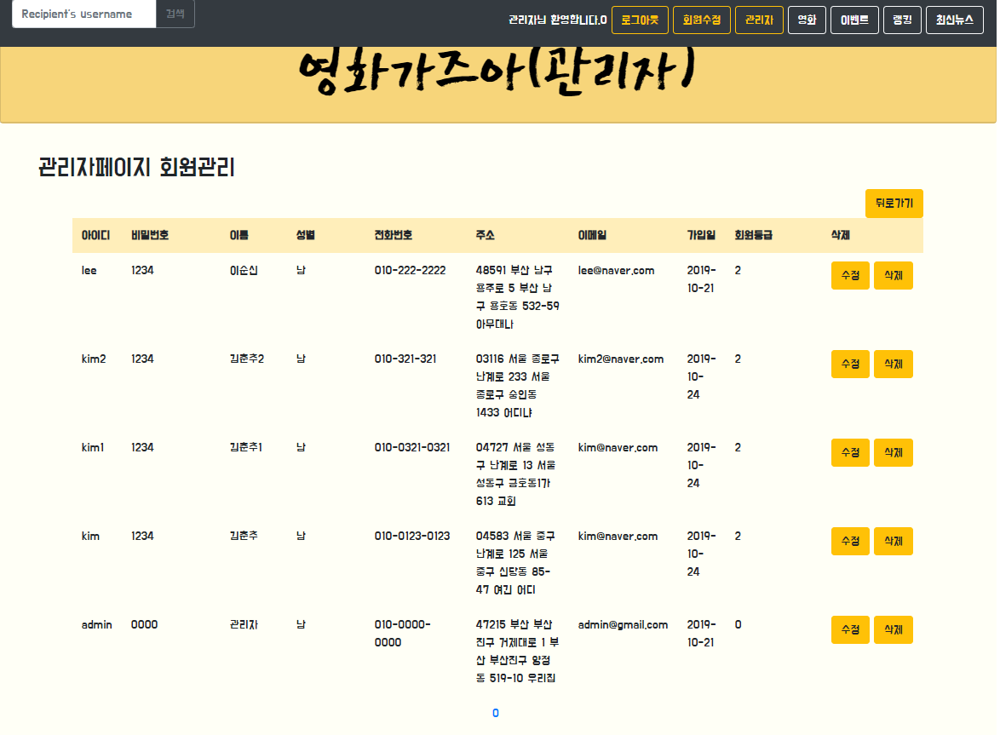 Recipient's username 검색 관리자님 환영합니다.0 로그아웃 회원수정 관리자 영화 이벤트 랭킹 최신뉴스
영화가즈아(관리자)
관리자페이지 회원관리
뒤로가기
아이디 비밀번호 이름 성별 전화번호 주소 이메일 가입일 회원등급 삭제
lee 1234 이순신 남 010-222-2222 48591 부산 남구 lee@naver.com 2019- 2 수정 삭제
용주로 5 부산 남 10-21
구 용호동 532-59
아무대나
kim2 1234 김춘추2 남 010-321-321 03116 서울 종로구 kim2@naver.com 2019- 2 수정 삭제
난계로 233 서울 10-
종로구 숭인동 24
1433 어디냐
kim1 1234 김춘추1 남 010-0321-0321 04727 서울 성동 kim@naver.com 2019- 2 수정 삭제
구 난계로 13 서울 10-
성동구 금호동1가 24
613 교회
kim 1234 김춘추 남 010-0123-0123 04583 서울 중구 kim@naver.com 2019- 2 수정 삭제
난계로 125 서울 10-
중구 신당동 85- 24
47 여긴 어디
admin 0000 관리자 남 010-0000- 47215 부산 부산 admin@gmail.com 2019- 0 수정 삭제
0000 진구 거제대로 1 부 10-21
산 부산진구 양정
동 519-10 우리집
0